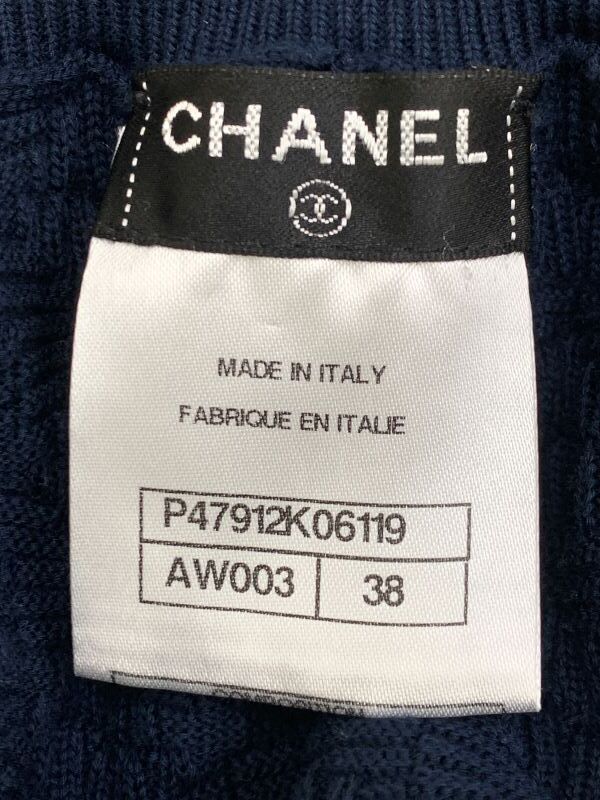 CHANEL
MADE IN ITALY
FABRIQUE EN ITALIE
P47912K06119
AW003 38